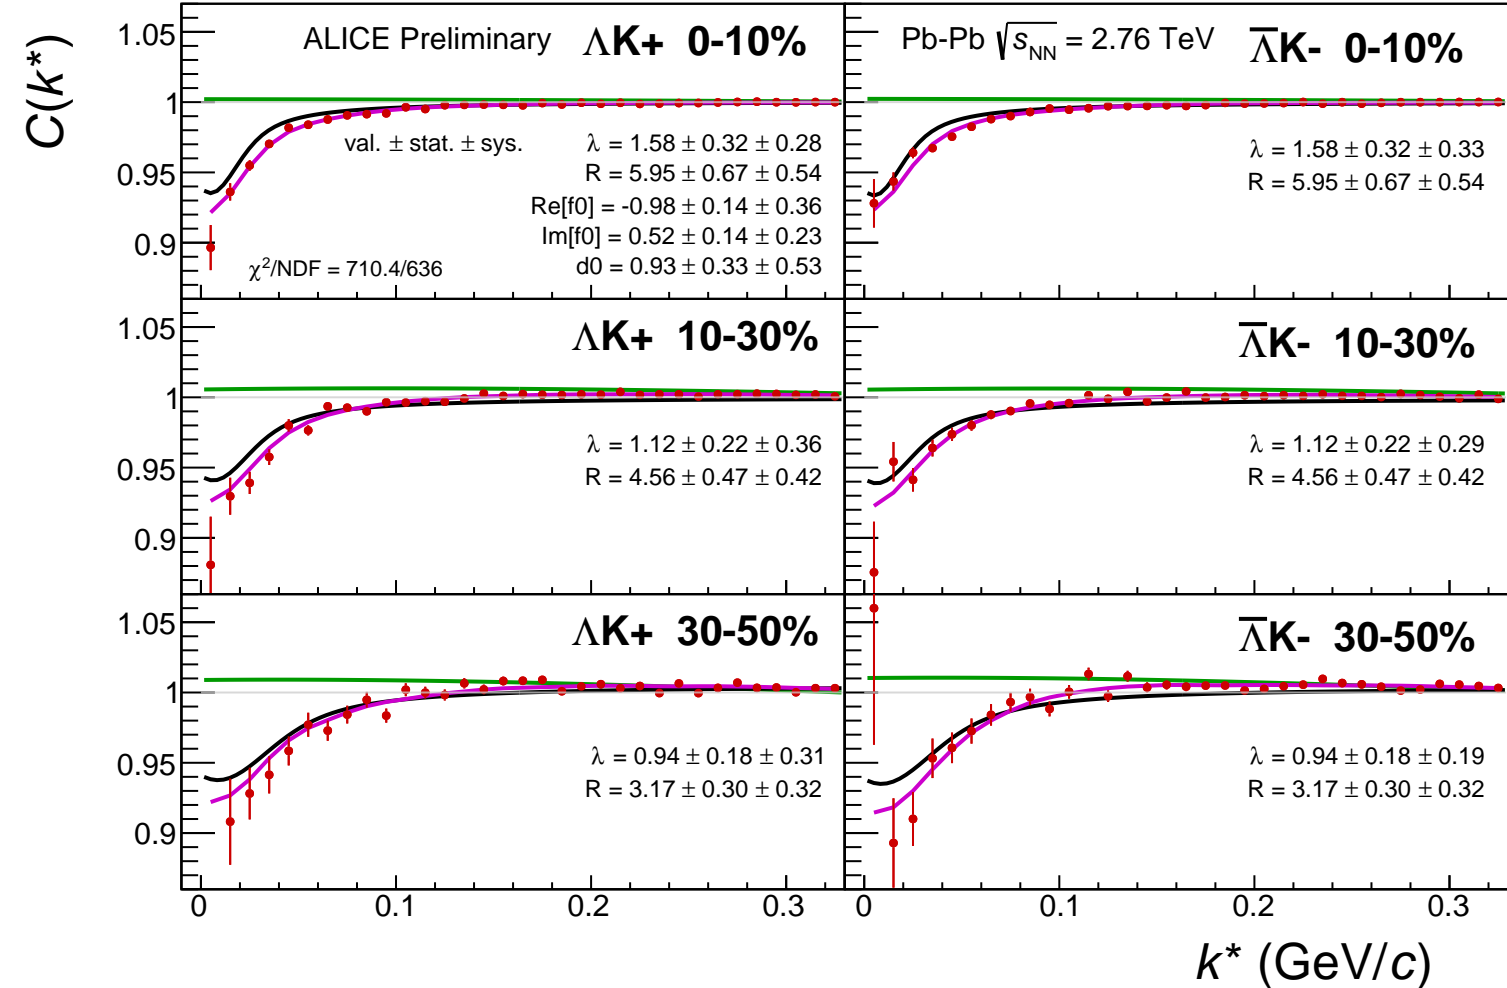 C(k*)
ALICE Preliminary ΛK+ 0-10%
1.05
1
0.95
0.9
val. ± stat. ± sys.
λ = 1.58 ± 0.32 ± 0.28
R = 5.95 ± 0.67 ± 0.54
Re[f0] = -0.98 ± 0.14 ± 0.36
Im[f0] = 0.52 ± 0.14 ± 0.23
d0 = 0.93 ± 0.33 ± 0.53
χ²/NDF = 710.4/636
Pb-Pb √s_NN = 2.76 TeV Λ̅K- 0-10%
λ = 1.58 ± 0.32 ± 0.33
R = 5.95 ± 0.67 ± 0.54
ΛK+ 10-30%
1.05
1
0.95
0.9
λ = 1.12 ± 0.22 ± 0.36
R = 4.56 ± 0.47 ± 0.42
Λ̅K- 10-30%
λ = 1.12 ± 0.22 ± 0.29
R = 4.56 ± 0.47 ± 0.42
ΛK+ 30-50%
1.05
1
0.95
0.9
λ = 0.94 ± 0.18 ± 0.31
R = 3.17 ± 0.30 ± 0.32
Λ̅K- 30-50%
λ = 0.94 ± 0.18 ± 0.19
R = 3.17 ± 0.30 ± 0.32
0 0.1 0.2 0.3
0 0.1 0.2 0.3
k* (GeV/c)